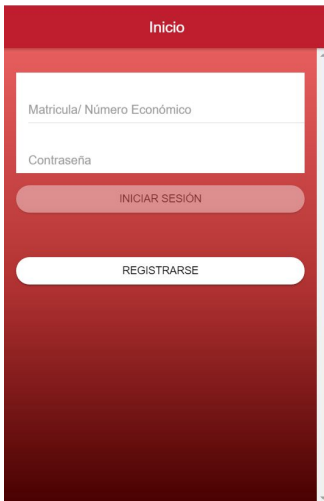 Inicio
Matricula/ Número Económico
Contraseña
INICIAR SESIÓN
REGISTRARSE